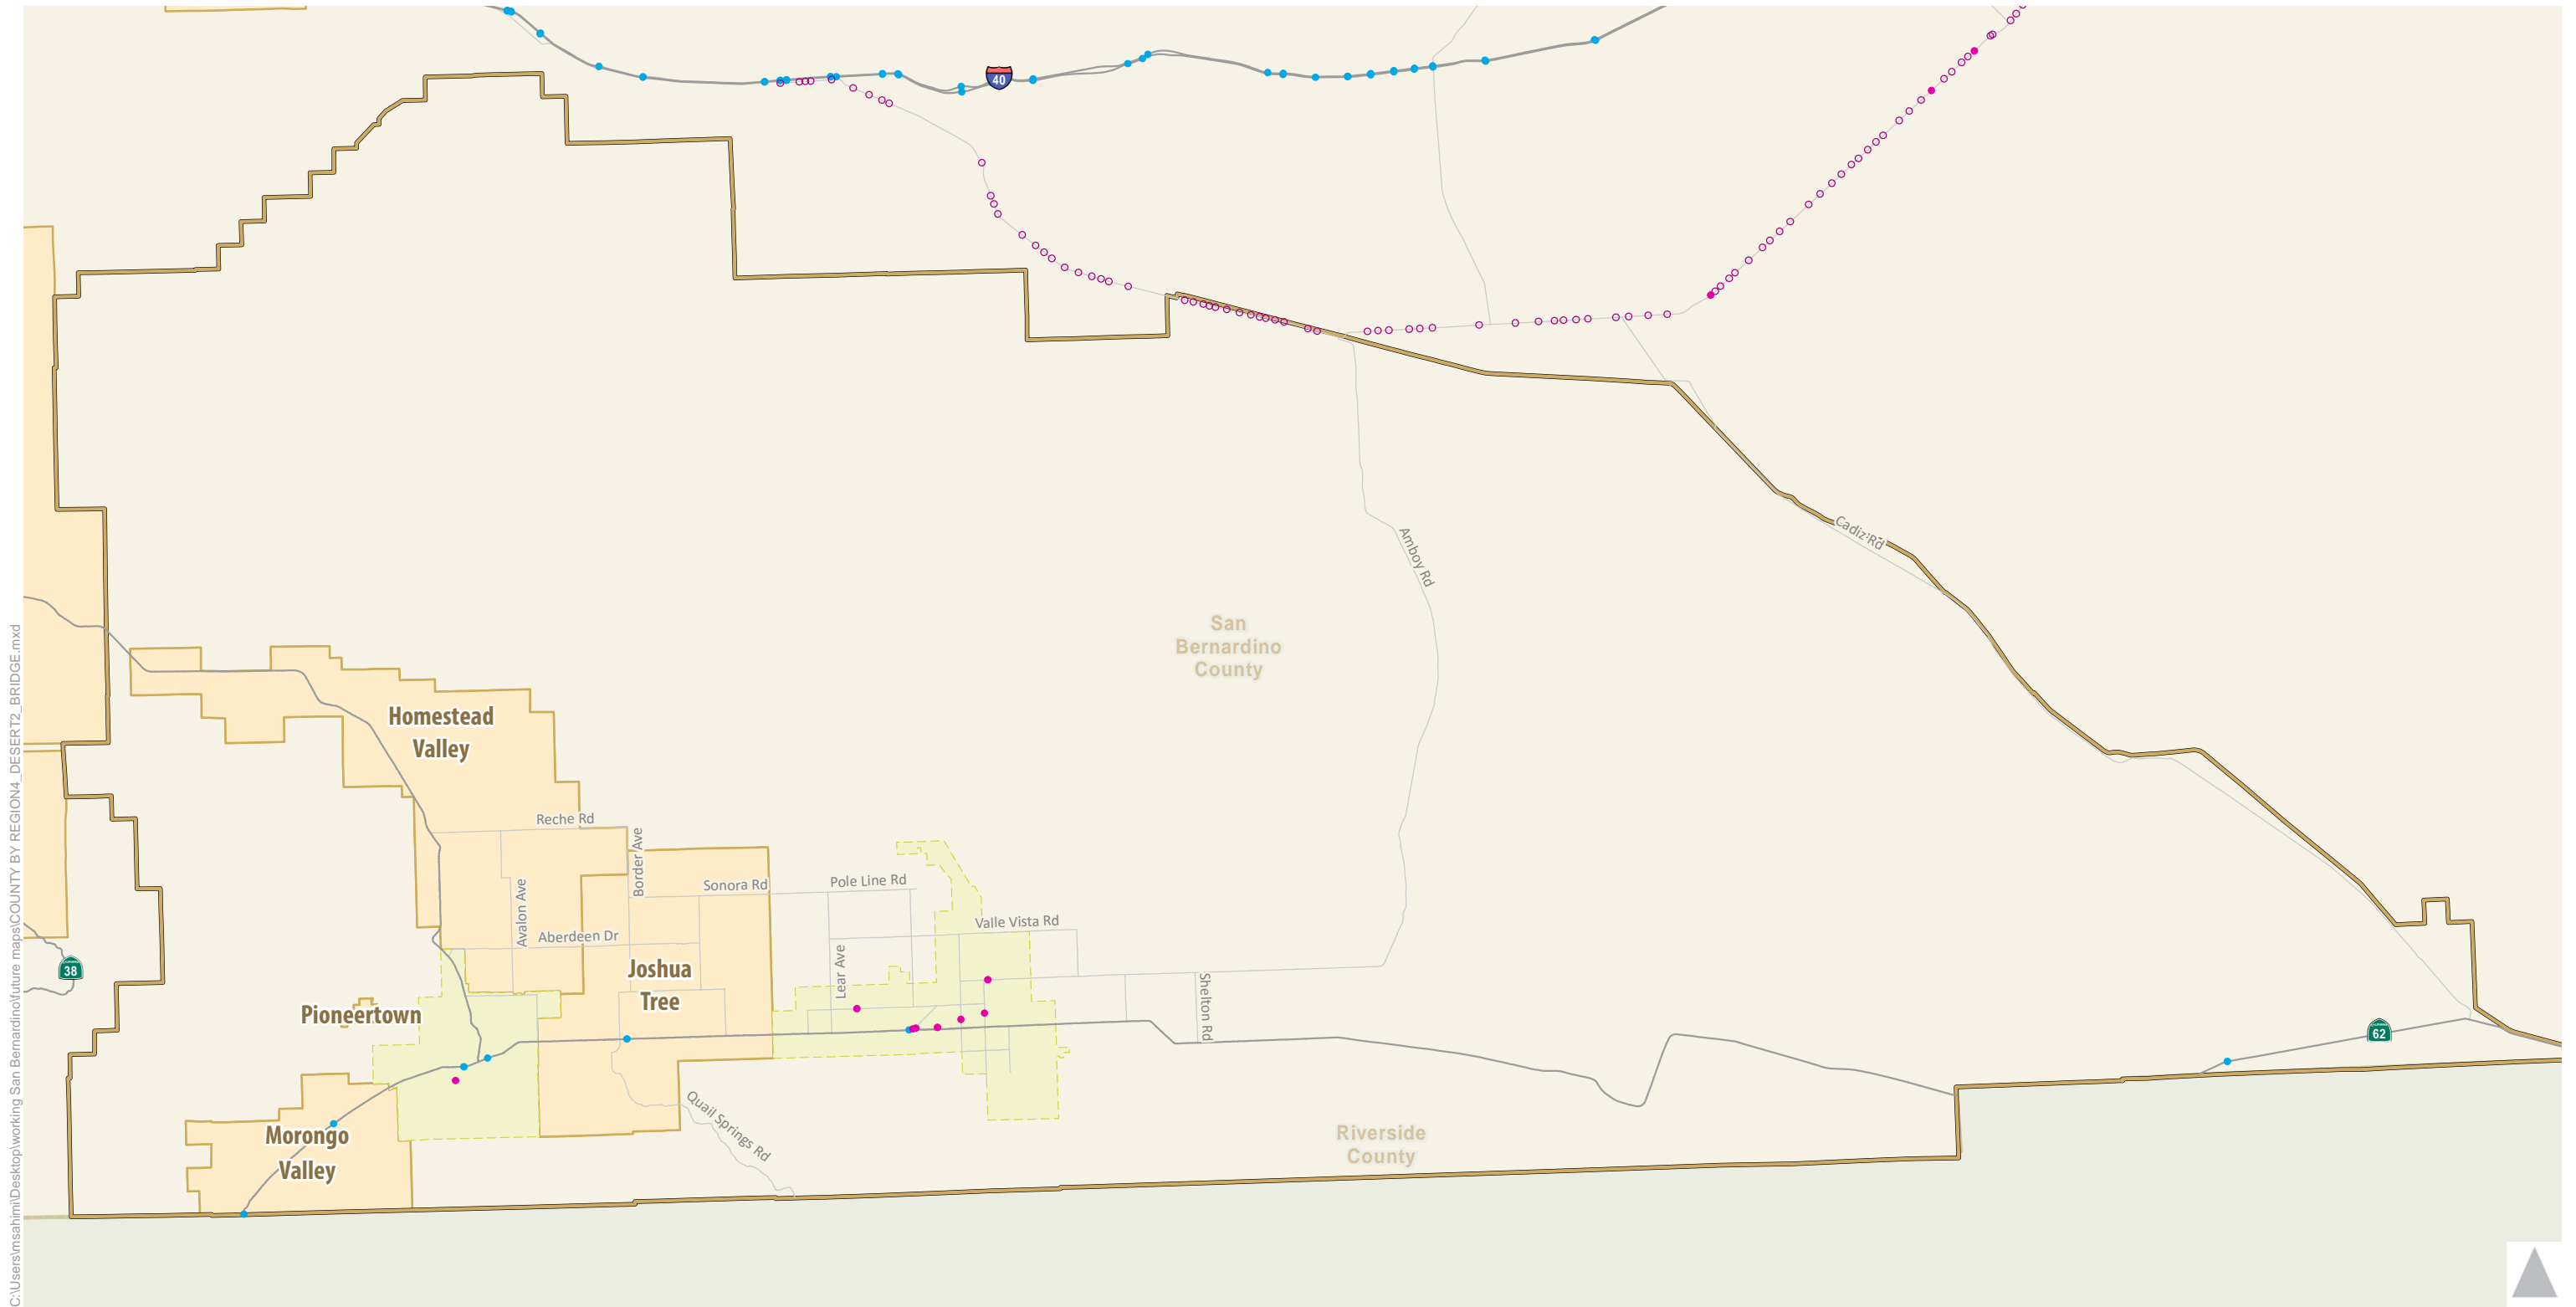 40
Cadiz Rd
Amboy Rd
San
Bernardino
County
Homestead
Valley
Reche Rd
Border Ave
Sonora Rd
Pole Line Rd
Avalon Ave
Valle Vista Rd
Aberdeen Dr
Lear Ave
Joshua
Tree
38
Shelton Rd
Pioneertown
62
Quail Springs Rd
Morongo
Valley
Riverside
County
C:\Users\msahimi\Desktop\working San Bernardino\future maps\COUNTY BY REGION4_DESERT2_BRIDGE.mxd